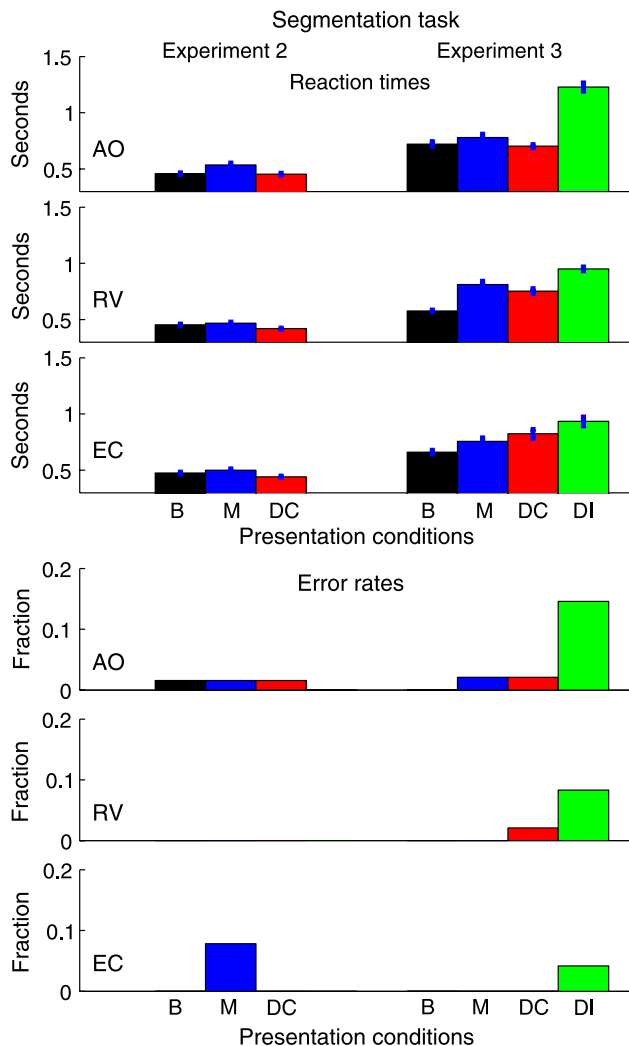 Segmentation task
Experiment 2 Experiment 3
Reaction times
1.5
1
0.5
Seconds
AO
1.5
1
0.5
Seconds
RV
1.5
1
0.5
Seconds
EC
B M DC B M DC DI
Presentation conditions
Error rates
0.2
0.1
0
Fraction
AO
0.2
0.1
0
Fraction
RV
0.2
0.1
0
Fraction
EC
B M DC B M DC DI
Presentation conditions